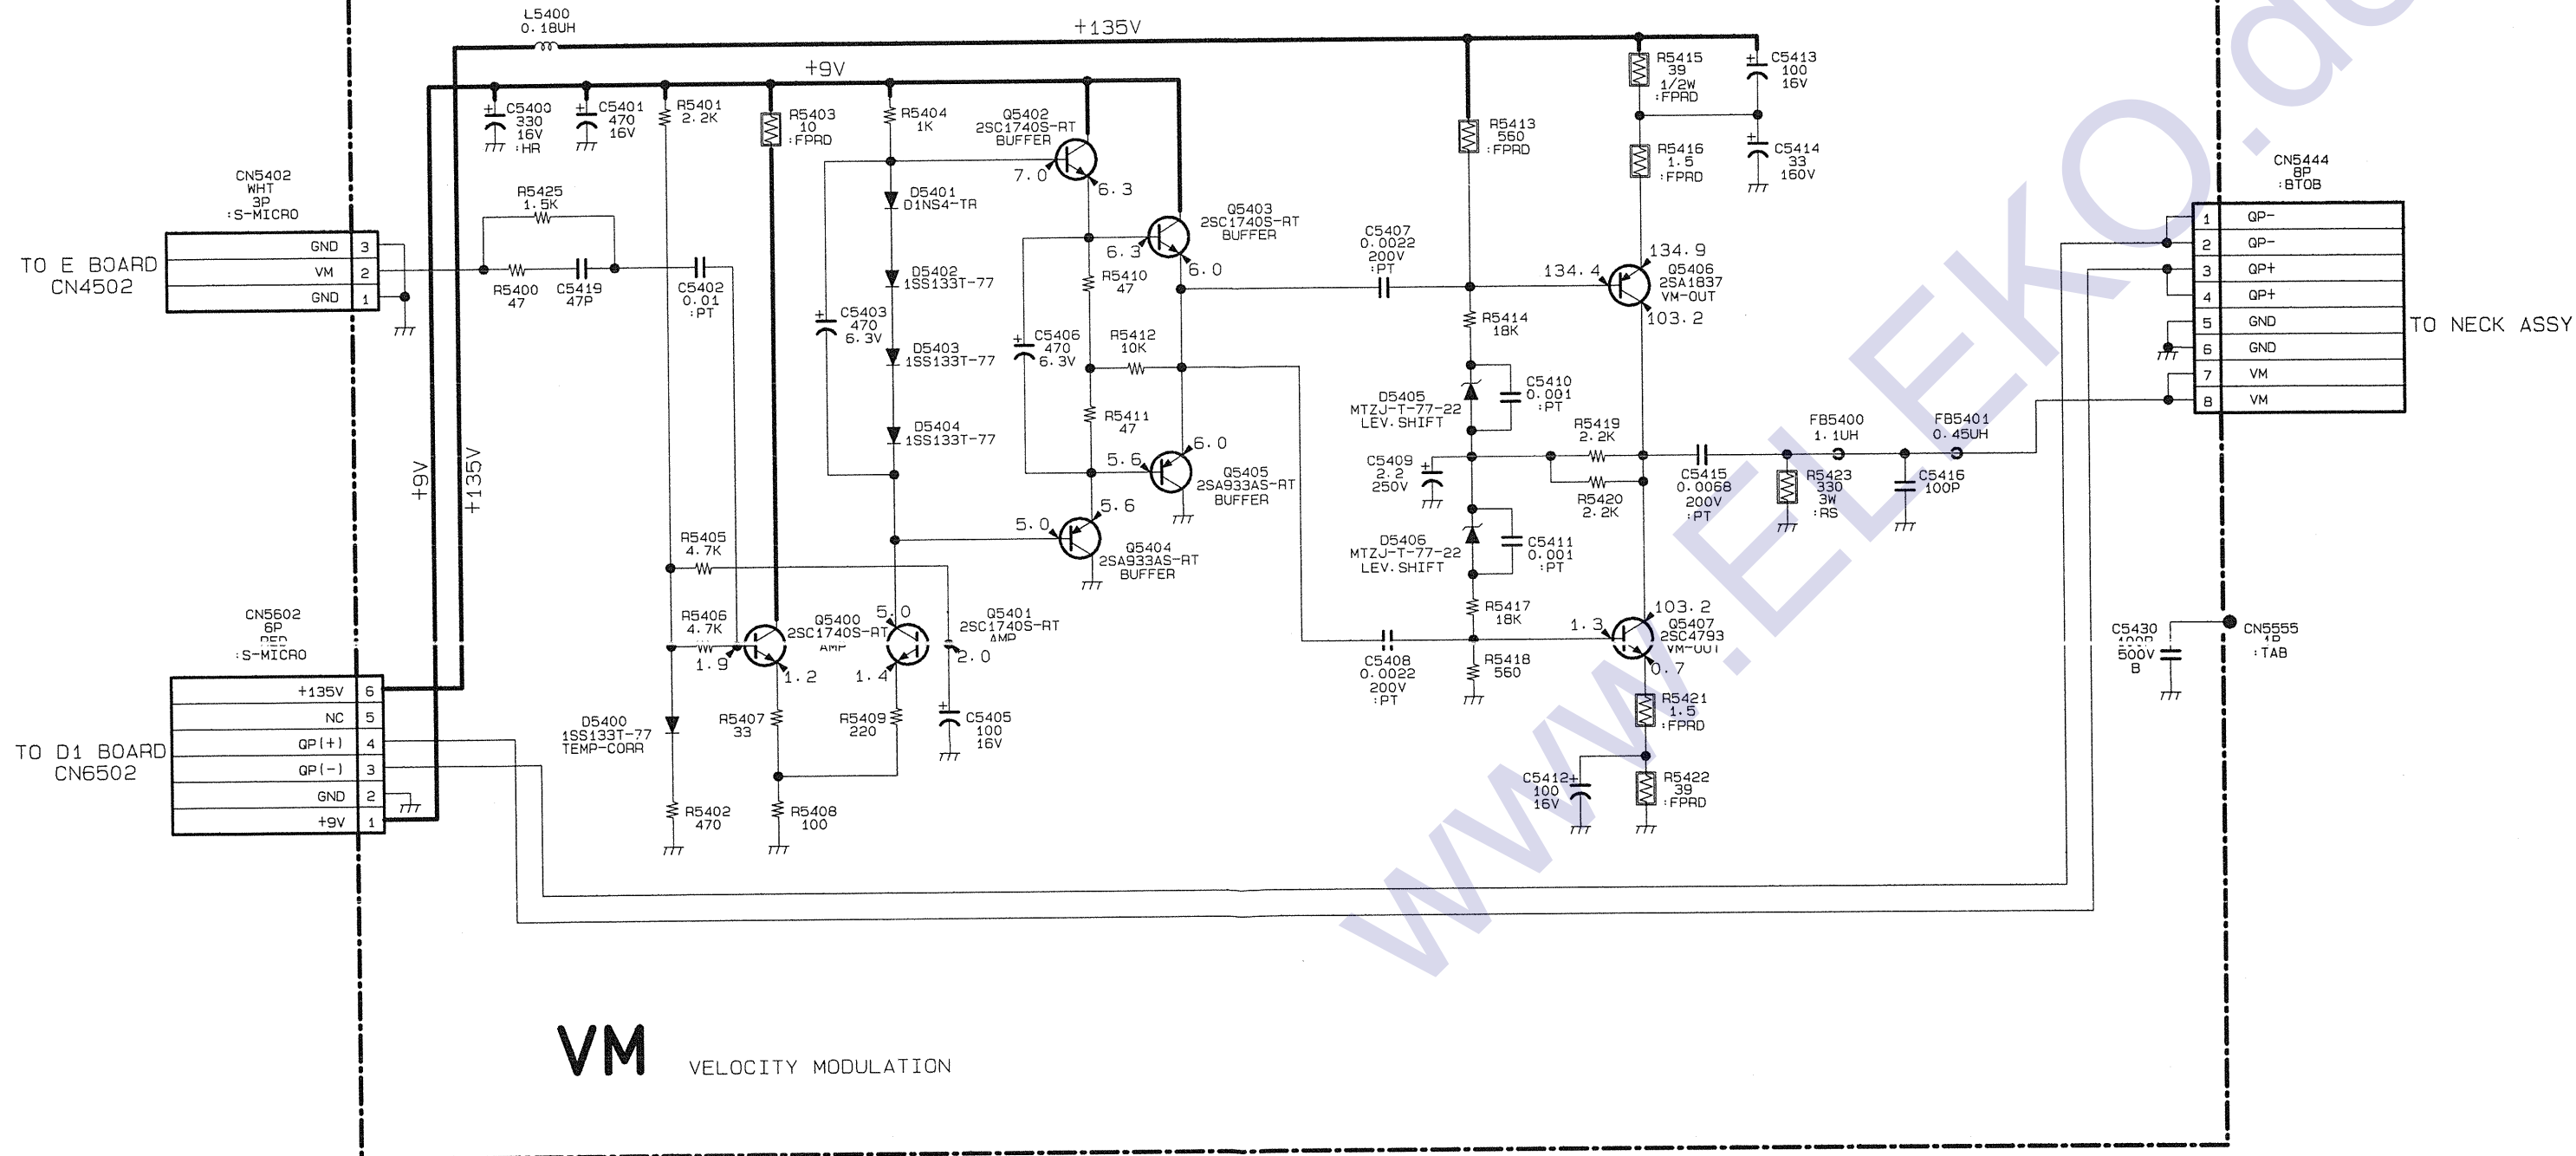 L5400
0.18UH
+135V
+9V
C5400
330
16V
:HR
C5401
470
16V
R5401
2.2K
R5403
10
:FPRD
R5404
1K
Q5402
2SC1740S-RT
BUFFER
7.0
6.3
R5413
560
:FPRD
R5415
39
1/2W
:FPRD
C5413
100
16V
R5416
1.5
:FPRD
C5414
33
160V
CN5402
WHT
3P
:S-MICRO
TO E BOARD
CN4502
GND 3
VM 2
GND 1
R5425
1.5K
R5400
47
C5419
47P
C5402
0.01
:PT
D5401
D1NS4-TR
D5402
1SS133T-77
D5403
1SS133T-77
D5404
1SS133T-77
C5403
470
6.3V
C5406
470
6.3V
R5410
47
R5412
10K
R5411
47
Q5403
2SC1740S-RT
BUFFER
6.3
6.0
C5407
0.0022
200V
:PT
134.4
134.9
Q5406
2SA1837
VM-OUT
103.2
R5414
18K
D5405
MTZJ-T-77-22
LEV.SHIFT
C5410
0.001
:PT
CN5444
8P
:BTOB
1 QP-
2 QP-
3 QP+
4 QP+
5 GND
6 GND
7 VM
8 VM
TO NECK ASSY
+9V
+135V
5.6
6.0
Q5405
2SA933AS-RT
BUFFER
5.0
5.6
Q5404
2SA933AS-RT
BUFFER
C5409
2.2
250V
R5419
2.2K
R5420
2.2K
C5415
0.0068
200V
:PT
FB5400
1.1UH
FB5401
0.45UH
R5423
330
3W
:RS
C5416
100P
D5406
MTZJ-T-77-22
LEV.SHIFT
C5411
0.001
:PT
R5405
4.7K
R5406
4.7K
1.9
Q5400
2SC1740S-RT
AMP
1.2
5.0
1.4
Q5401
2SC1740S-RT
AMP
2.0
R5417
18K
C5408
0.0022
200V
:PT
R5418
560
1.3
103.2
Q5407
2SC4793
VM-OUT
0.7
C5430
500V
B
CN5555
1P
:TAB
CN5602
6P
RED
:S-MICRO
TO D1 BOARD
CN6502
+135V 6
NC 5
QP(+) 4
QP(-) 3
GND 2
+9V 1
D5400
1SS133T-77
TEMP-CORR
R5407
33
R5409
220
C5405
100
16V
R5402
470
R5408
100
R5421
1.5
:FPRD
C5412
100
16V
R5422
39
:FPRD
VM VELOCITY MODULATION
www.ELEKO.de